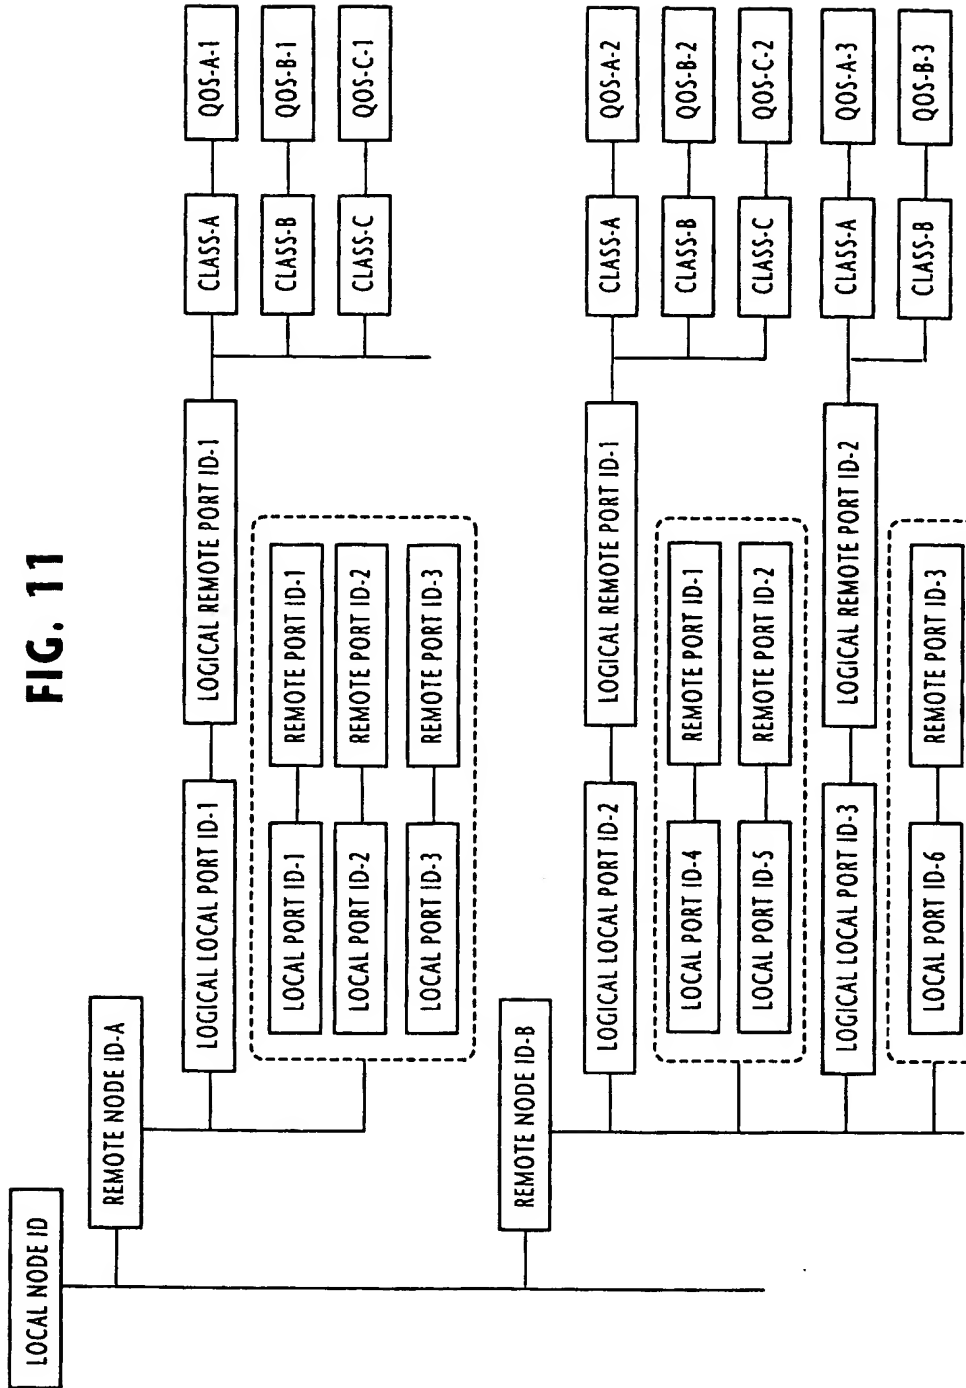 FIG. 11
LOCAL NODE ID
REMOTE NODE ID-A
LOGICAL LOCAL PORT ID-1
LOGICAL REMOTE PORT ID-1
CLASS-A
QOS-A-1
CLASS-B
QOS-B-1
CLASS-C
QOS-C-1
LOCAL PORT ID-1
REMOTE PORT ID-1
LOCAL PORT ID-2
REMOTE PORT ID-2
LOCAL PORT ID-3
REMOTE PORT ID-3
REMOTE NODE ID-B
LOGICAL LOCAL PORT ID-2
LOGICAL REMOTE PORT ID-1
CLASS-A
QOS-A-2
CLASS-B
QOS-B-2
CLASS-C
QOS-C-2
LOCAL PORT ID-4
REMOTE PORT ID-1
LOCAL PORT ID-5
REMOTE PORT ID-2
LOGICAL LOCAL PORT ID-3
LOGICAL REMOTE PORT ID-2
CLASS-A
QOS-A-3
CLASS-B
QOS-B-3
LOCAL PORT ID-6
REMOTE PORT ID-3